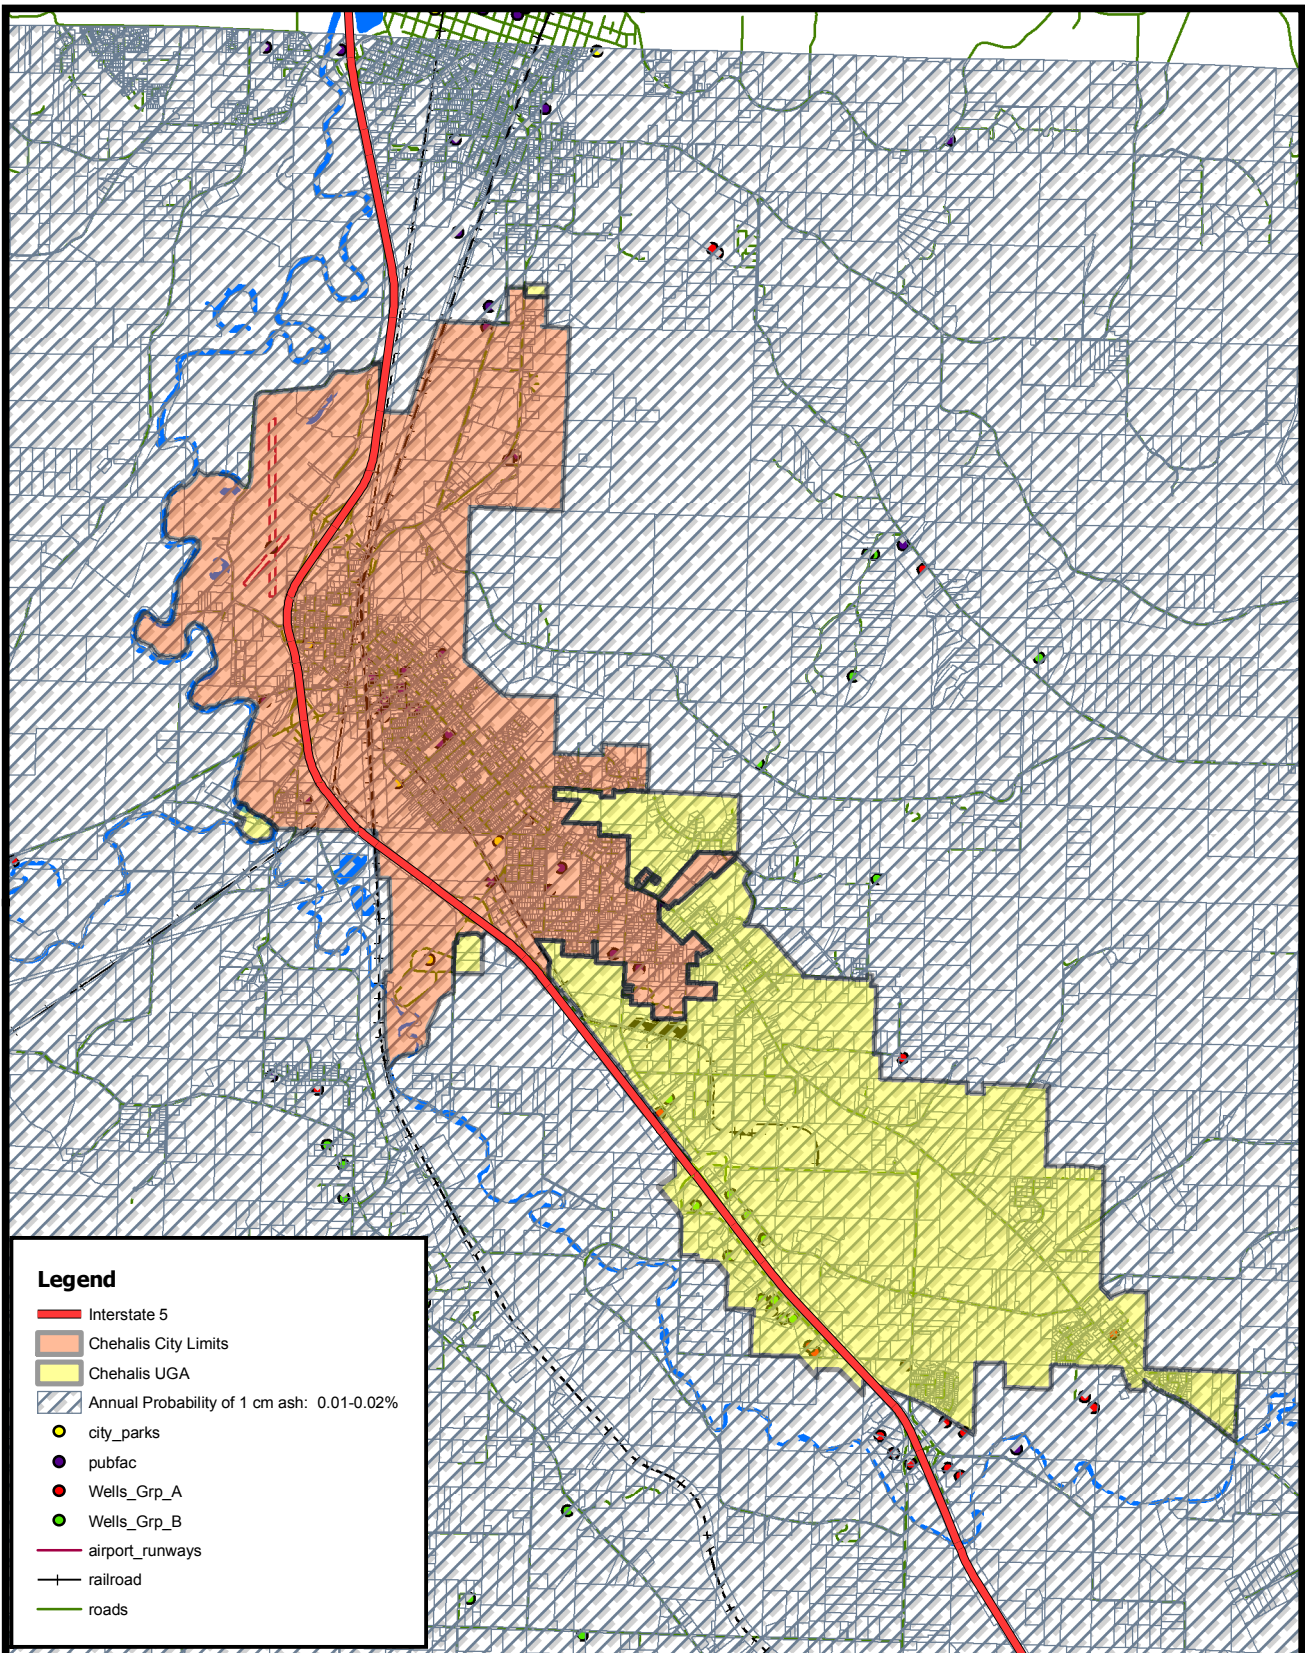 Legend
Interstate 5
Chehalis City Limits
Chehalis UGA
Annual Probability of 1 cm ash: 0.01-0.02%
city_parks
pubfac
Wells_Grp_A
Wells_Grp_B
airport_runways
railroad
roads